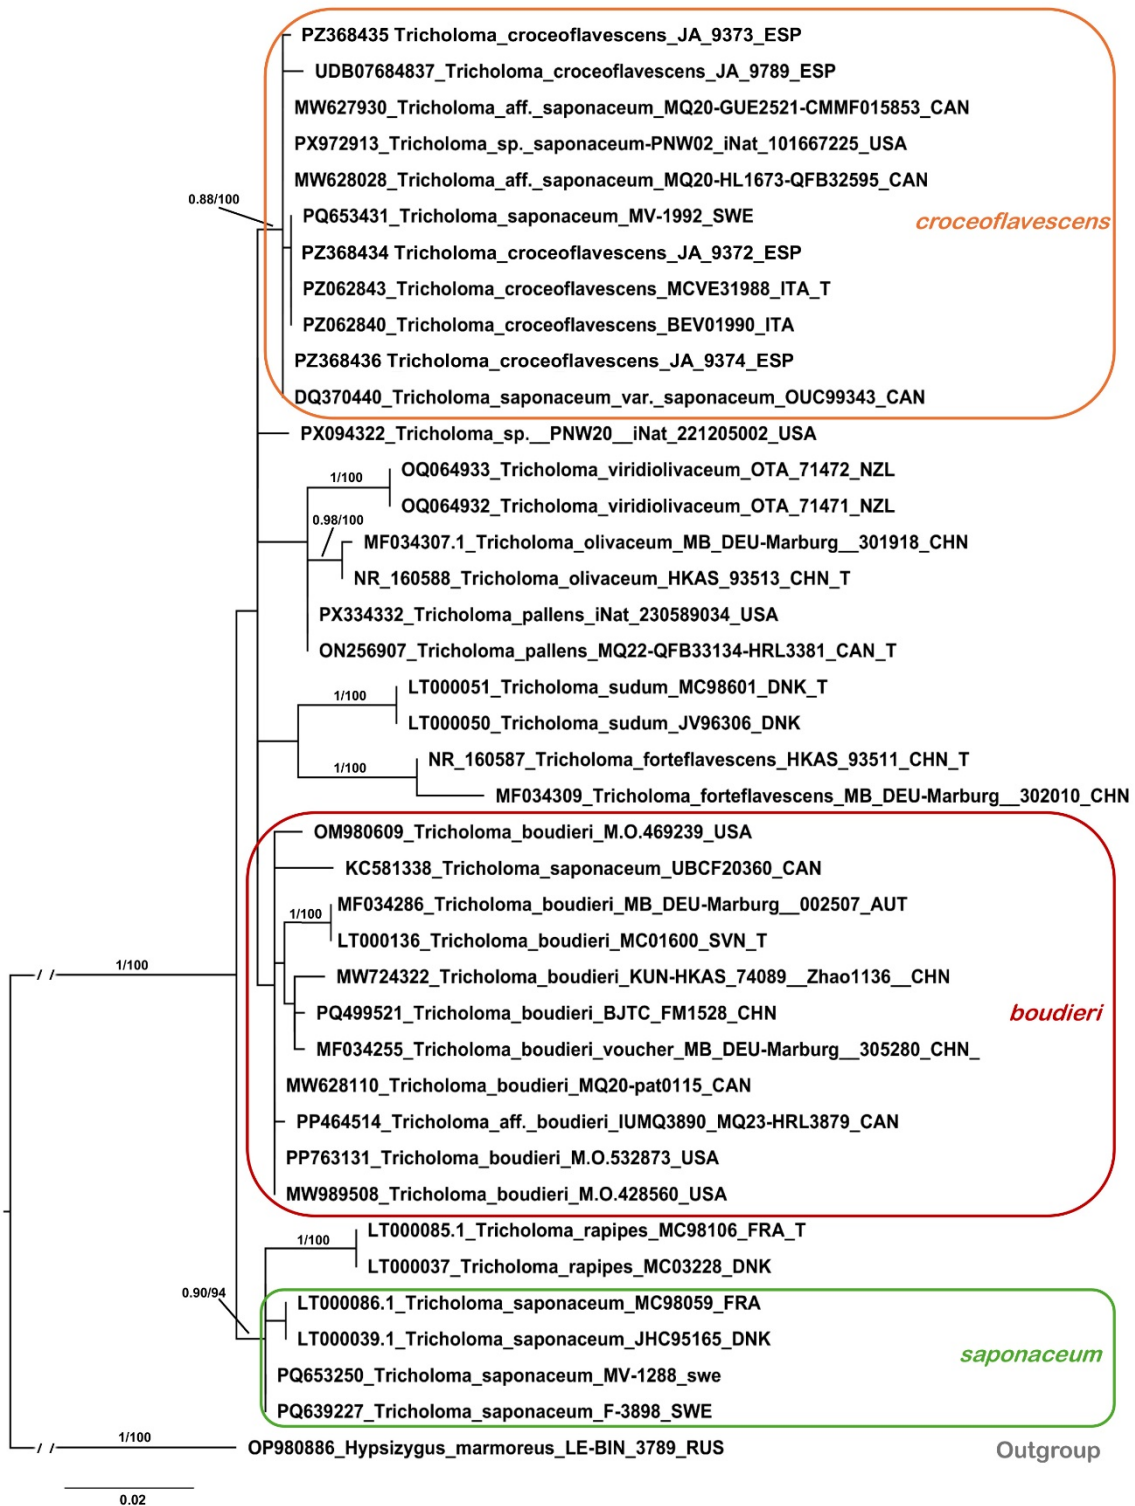 PZ368435 Tricholoma_croceoflavescens_JA_9373_ESP
UDB07684837_Tricholoma_croceoflavescens_JA_9789_ESP
MW627930_Tricholoma_aff._saponaceum_MQ20-GUE2521-CMMF015853_CAN
PX972913_Tricholoma_sp._saponaceum-PNW02_iNat_101667225_USA
MW628028_Tricholoma_aff._saponaceum_MQ20-HL1673-QFB32595_CAN
0.88/100
PQ653431_Tricholoma_saponaceum_MV-1992_SWE
croceoflavescens
PZ368434 Tricholoma_croceoflavescens_JA_9372_ESP
PZ062843_Tricholoma_croceoflavescens_MCVE31988_ITA_T
PZ062840_Tricholoma_croceoflavescens_BEV01990_ITA
PZ368436 Tricholoma_croceoflavescens_JA_9374_ESP
DQ370440_Tricholoma_saponaceum_var._saponaceum_OUC99343_CAN
PX094322_Tricholoma_sp.__PNW20__iNat_221205002_USA
OQ064933_Tricholoma_viridiolivaceum_OTA_71472_NZL
1/100
OQ064932_Tricholoma_viridiolivaceum_OTA_71471_NZL
0.98/100
MF034307.1_Tricholoma_olivaceum_MB_DEU-Marburg__301918_CHN
NR_160588_Tricholoma_olivaceum_HKAS_93513_CHN_T
PX334332_Tricholoma_pallens_iNat_230589034_USA
ON256907_Tricholoma_pallens_MQ22-QFB33134-HRL3381_CAN_T
LT000051_Tricholoma_sudum_MC98601_DNK_T
1/100
LT000050_Tricholoma_sudum_JV96306_DNK
NR_160587_Tricholoma_forteflavescens_HKAS_93511_CHN_T
1/100
MF034309_Tricholoma_forteflavescens_MB_DEU-Marburg__302010_CHN
OM980609_Tricholoma_boudieri_M.O.469239_USA
KC581338_Tricholoma_saponaceum_UBCF20360_CAN
MF034286_Tricholoma_boudieri_MB_DEU-Marburg__002507_AUT
1/100
LT000136_Tricholoma_boudieri_MC01600_SVN_T
1/100
MW724322_Tricholoma_boudieri_KUN-HKAS_74089__Zhao1136__CHN
PQ499521_Tricholoma_boudieri_BJTC_FM1528_CHN
boudieri
MF034255_Tricholoma_boudieri_voucher_MB_DEU-Marburg__305280_CHN_
MW628110_Tricholoma_boudieri_MQ20-pat0115_CAN
PP464514_Tricholoma_aff._boudieri_IUMQ3890_MQ23-HRL3879_CAN
PP763131_Tricholoma_boudieri_M.O.532873_USA
MW989508_Tricholoma_boudieri_M.O.428560_USA
LT000085.1_Tricholoma_rapipes_MC98106_FRA_T
1/100
LT000037_Tricholoma_rapipes_MC03228_DNK
0.90/94
LT000086.1_Tricholoma_saponaceum_MC98059_FRA
LT000039.1_Tricholoma_saponaceum_JHC95165_DNK
saponaceum
PQ653250_Tricholoma_saponaceum_MV-1288_swe
PQ639227_Tricholoma_saponaceum_F-3898_SWE
1/100
OP980886_Hypsizygus_marmoreus_LE-BIN_3789_RUS
Outgroup
0.02